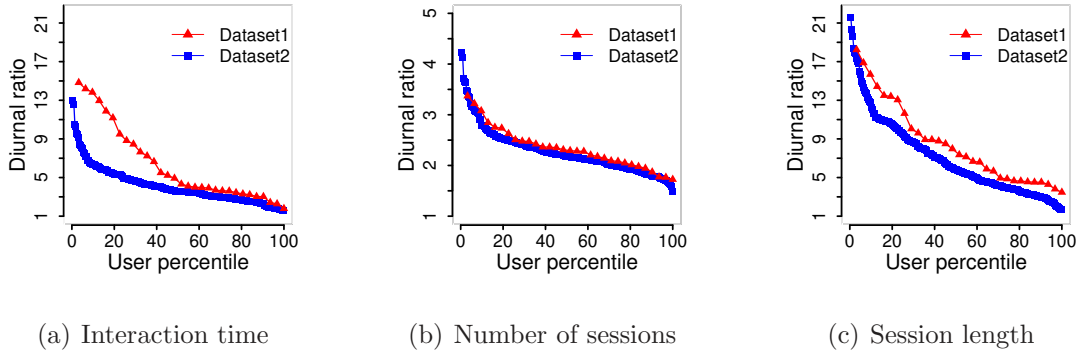 Diurnal ratio
1 5 9 13 17 21
Dataset1
Dataset2
0 20 40 60 80 100
User percentile
(a) Interaction time
Diurnal ratio
1 2 3 4 5
Dataset1
Dataset2
0 20 40 60 80 100
User percentile
(b) Number of sessions
Diurnal ratio
1 5 9 13 17 21
Dataset1
Dataset2
0 20 40 60 80 100
User percentile
(c) Session length